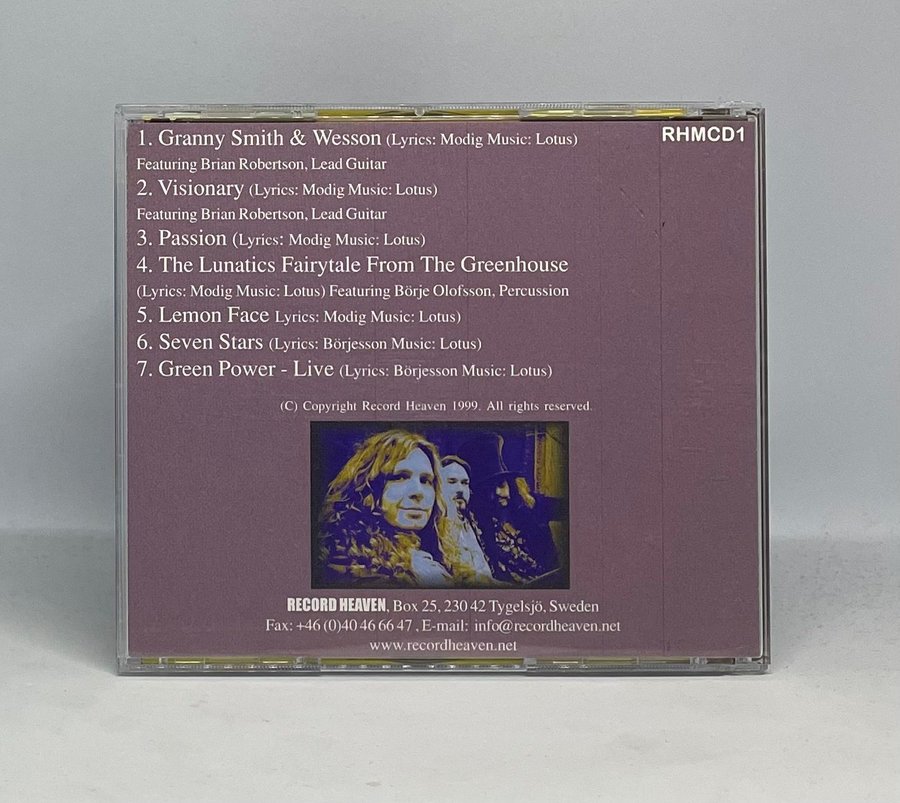 1. Granny Smith & Wesson (Lyrics: Modig Music: Lotus) RHMCD1
Featuring Brian Robertson, Lead Guitar
2. Visionary (Lyrics: Modig Music: Lotus)
Featuring Brian Robertson, Lead Guitar
3. Passion (Lyrics: Modig Music: Lotus)
4. The Lunatics Fairytale From The Greenhouse
(Lyrics: Modig Music: Lotus) Featuring Börje Olofsson, Percussion
5. Lemon Face Lyrics: Modig Music: Lotus)
6. Seven Stars (Lyrics: Börjesson Music: Lotus)
7. Green Power - Live (Lyrics: Börjesson Music: Lotus)
(C) Copyright Record Heaven 1999. All rights reserved.
RECORD HEAVEN, Box 25, 230 42 Tygelsjö, Sweden
Fax: +46 (0)40 46 66 47 , E-mail: info@recordheaven.net
www.recordheaven.net